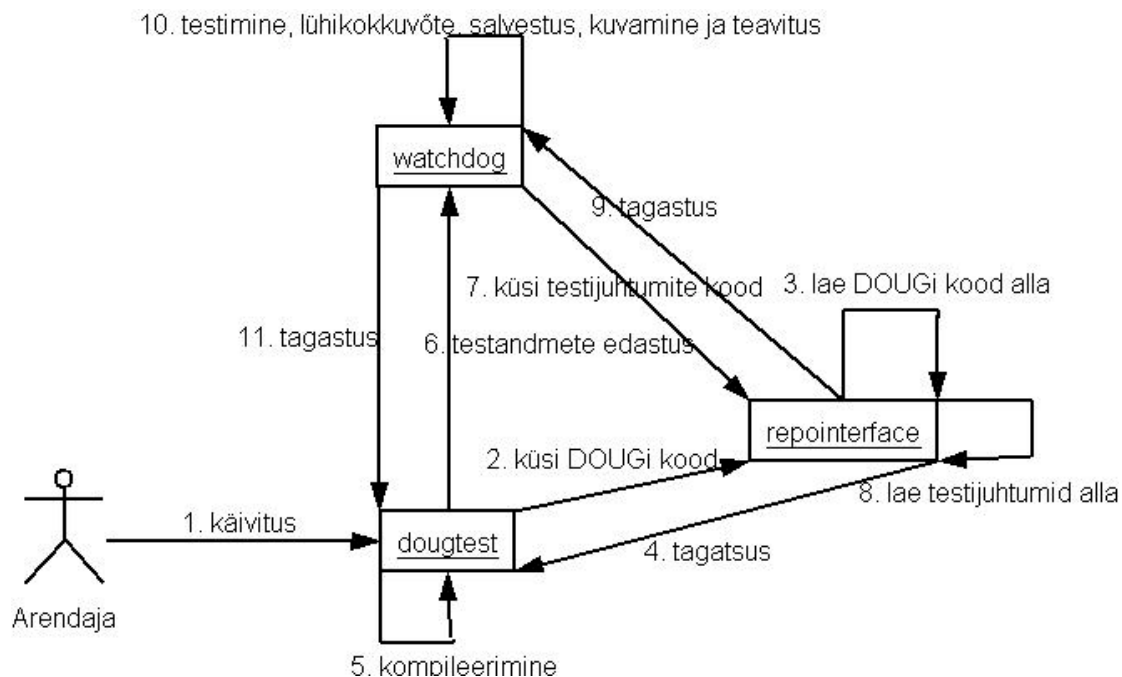 10. testimine, lühikokkuvõte, salvestus, kuvamine ja teavitus
watchdog
9. tagastus
7. küsi testijuhtumite kood
3. lae DOUGi kood alla
11. tagastus
6. testandmete edastus
repointerface
2. küsi DOUGi kood
8. lae testijuhtumid alla
1. käivitus
dougtest
4. tagatsus
Arendaja
5. kompileerimine